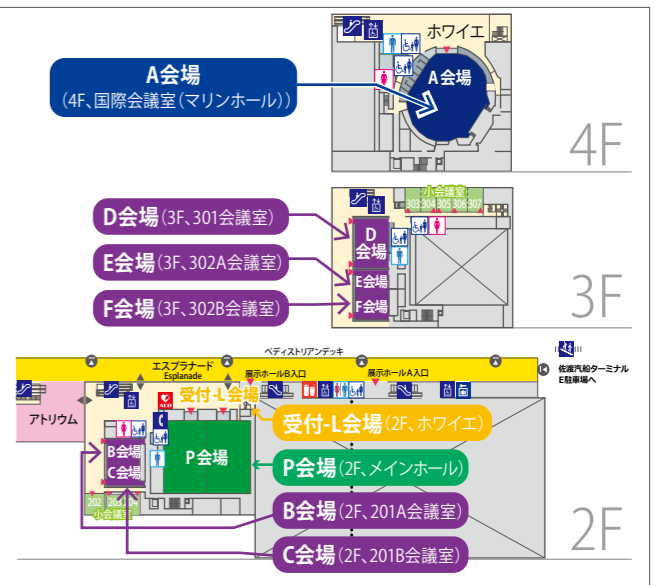 ホワイエ
A会場
A会場
(4F、国際会議室(マリンホール))
4F
小会議室
303 304 305 306 307
D会場(3F、301会議室)
D
会場
E会場(3F、302A会議室)
E会場
F会場(3F、302B会議室)
F会場
3F
ペディストリアンデッキ
エスプラナード
Esplanade
展示ホールB入口
展示ホールA入口
佐渡汽船ターミナル
E駐車場へ
アトリウム
AED
受付-L会場
受付-L会場(2F、ホワイエ)
B会場
C会場
P会場
P会場(2F、メインホール)
202 203 204
小会議室
B会場(2F、201A会議室)
C会場(2F、201B会議室)
2F